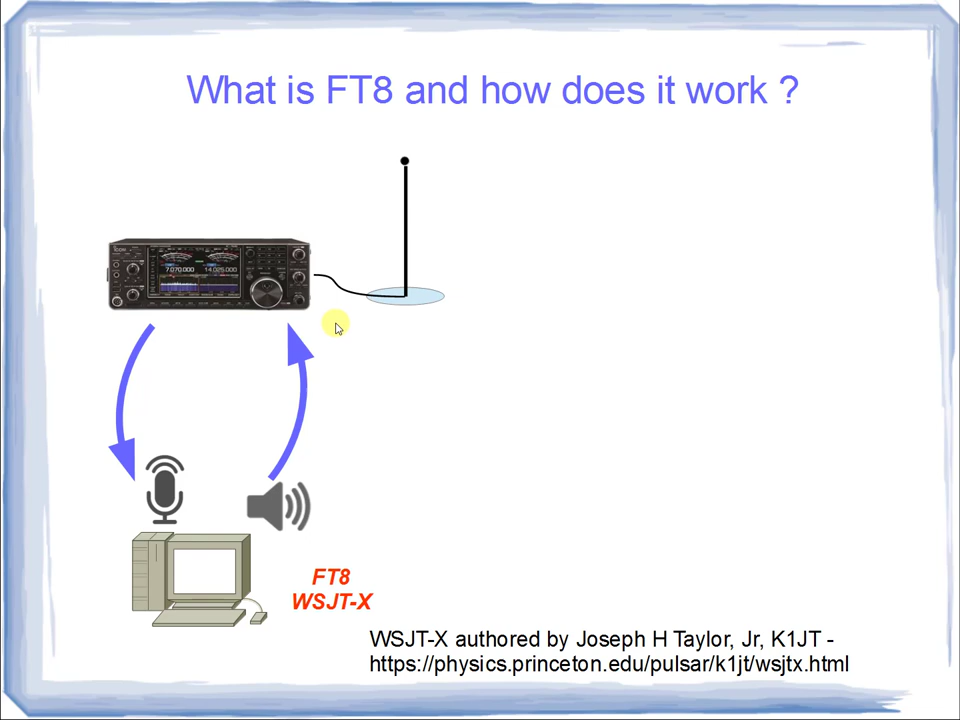 What is FT8 and how does it work ?
ICOM
7.070.000 14.025.000
FT8
WSJT-X
WSJT-X authored by Joseph H Taylor, Jr, K1JT -
https://physics.princeton.edu/pulsar/k1jt/wsjtx.html